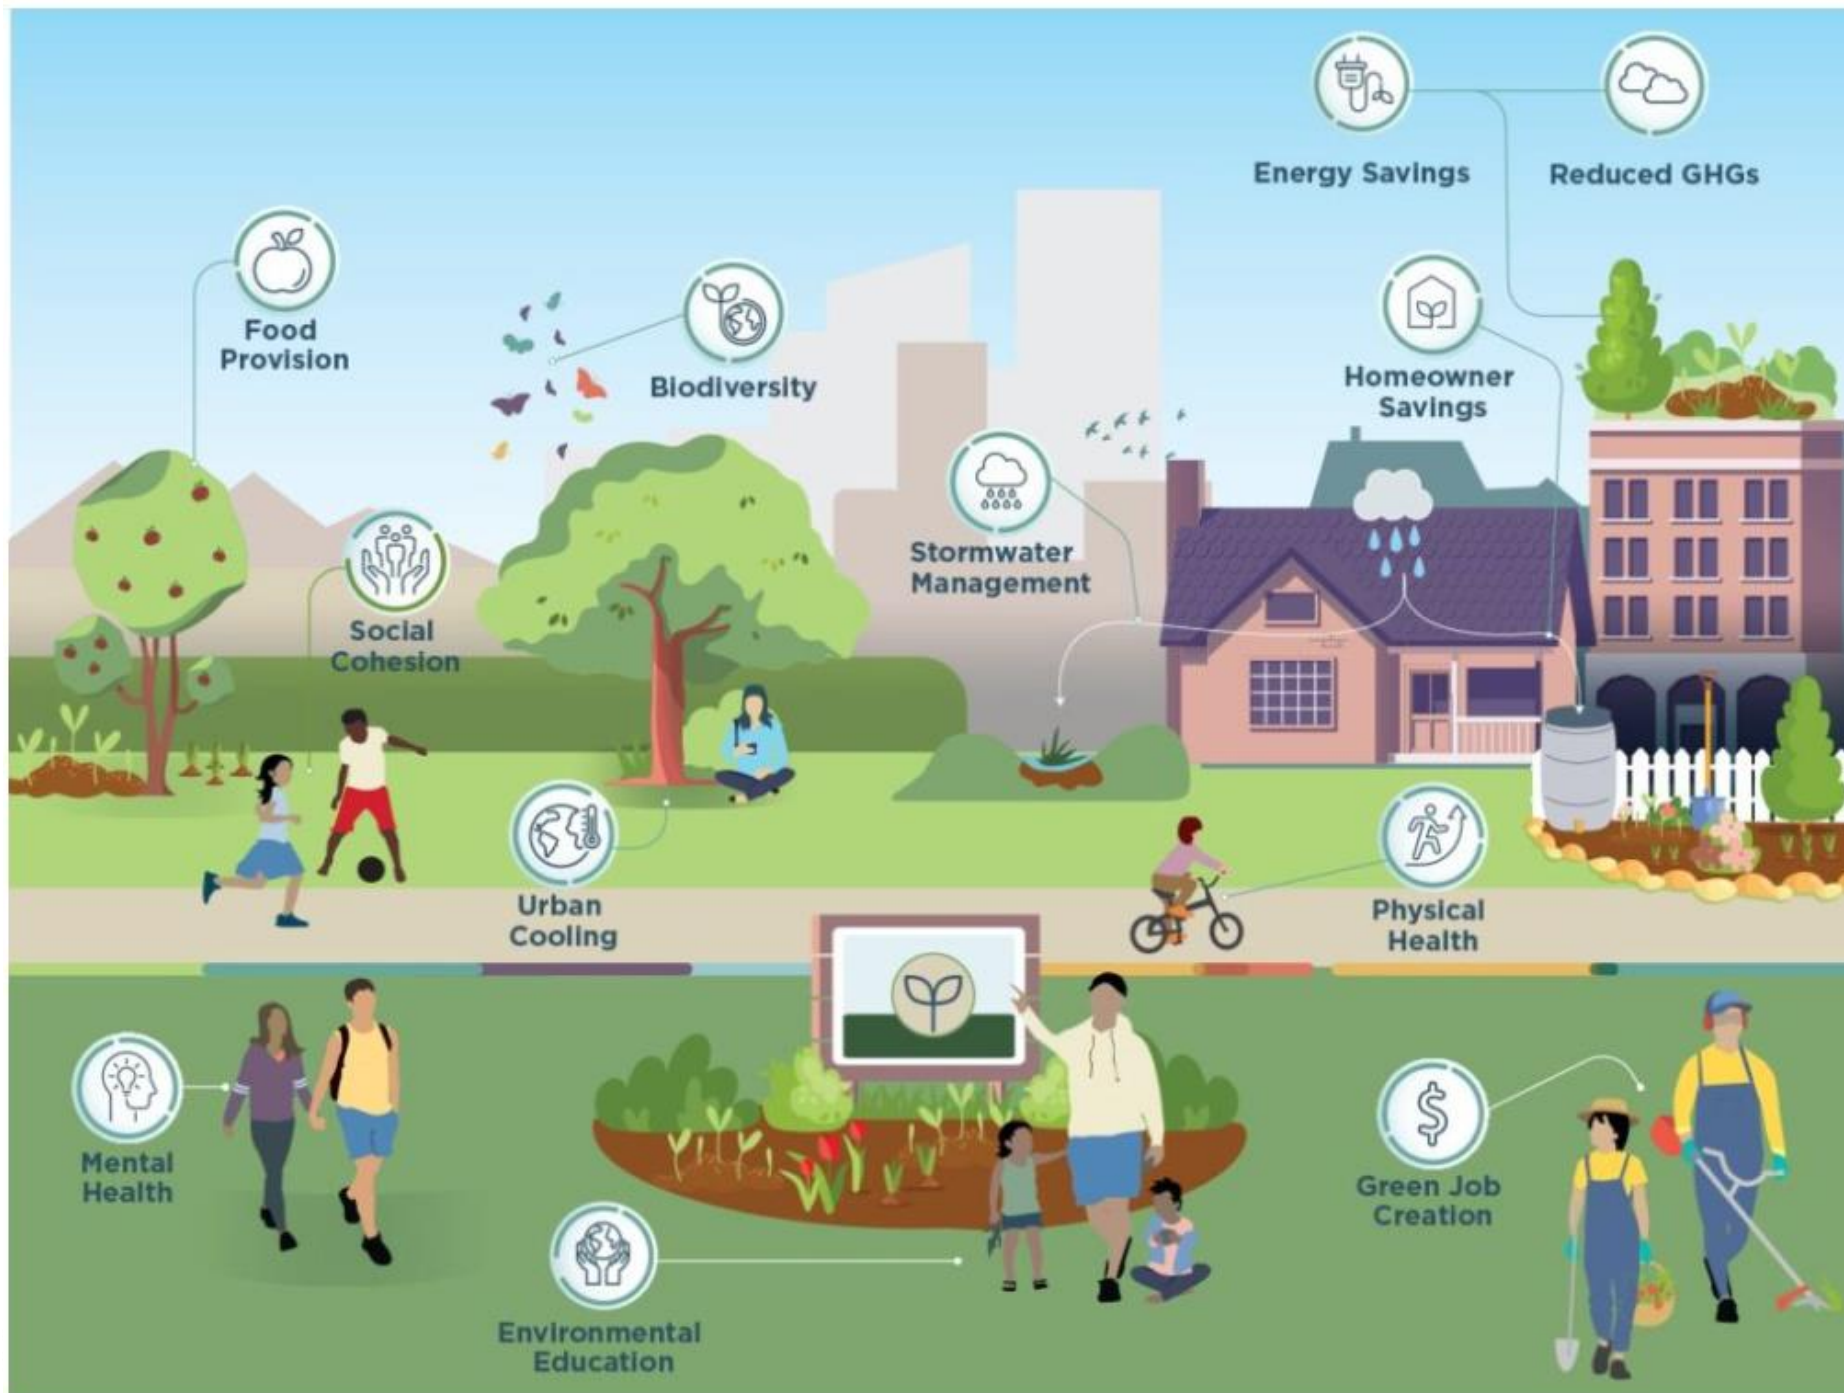 Energy Savings
Reduced GHGs
Food
Provision
Biodiversity
Homeowner
Savings
Stormwater
Management
Social
Cohesion
Urban
Cooling
Physical
Health
Mental
Health
Green Job
Creation
Environmental
Education